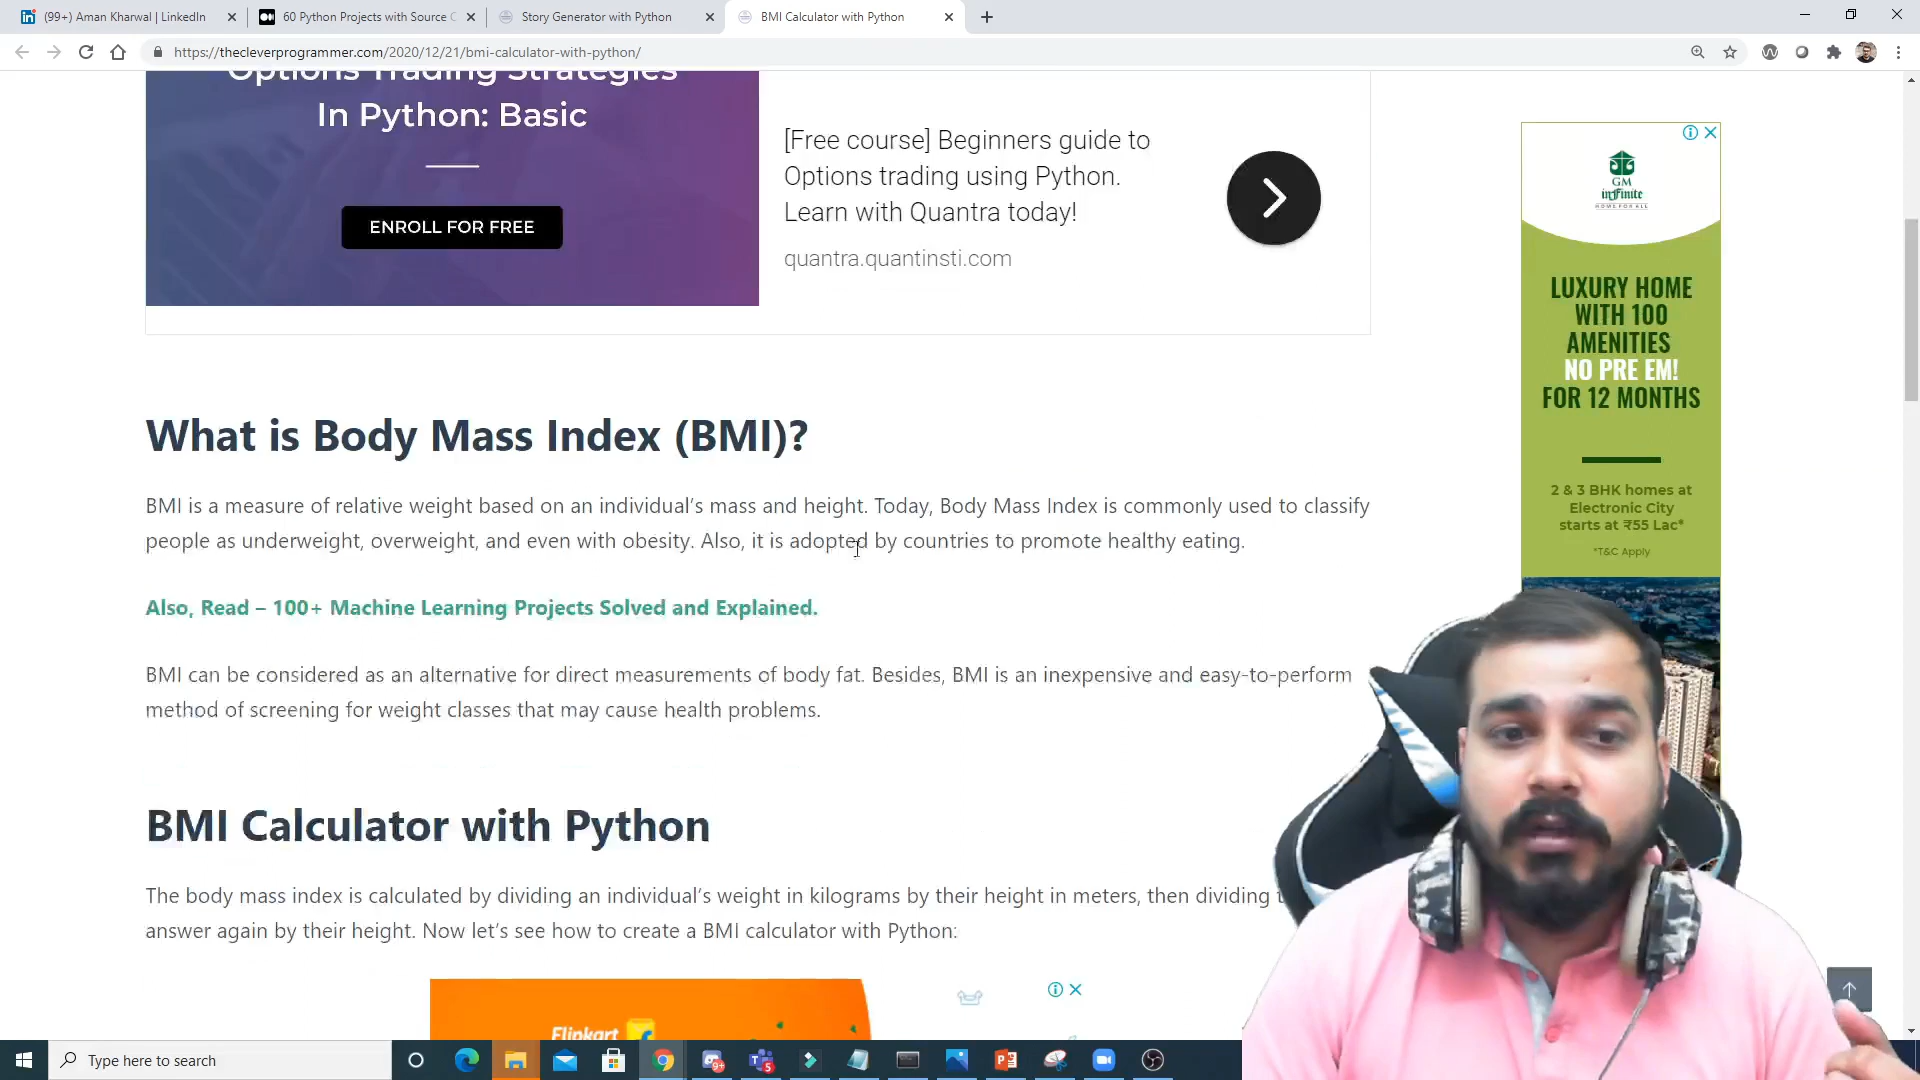 (99+) Aman Kharwal | LinkedIn
60 Python Projects with Source C
Story Generator with Python
BMI Calculator with Python
https://thecleverprogrammer.com/2020/12/21/bmi-calculator-with-python/
Options Trading Strategies
In Python: Basic
ENROLL FOR FREE
[Free course] Beginners guide to
Options trading using Python.
Learn with Quantra today!
quantra.quantinsti.com
GM
infinite
HOME FOR ALL
LUXURY HOME
WITH 100
AMENITIES
NO PRE EM!
FOR 12 MONTHS
2 & 3 BHK homes at
Electronic City
starts at ₹55 Lac*
*T&C Apply
What is Body Mass Index (BMI)?
BMI is a measure of relative weight based on an individual's mass and height. Today, Body Mass Index is commonly used to classify
people as underweight, overweight, and even with obesity. Also, it is adopted by countries to promote healthy eating.
Also, Read – 100+ Machine Learning Projects Solved and Explained.
BMI can be considered as an alternative for direct measurements of body fat. Besides, BMI is an inexpensive and easy-to-perform
method of screening for weight classes that may cause health problems.
BMI Calculator with Python
The body mass index is calculated by dividing an individual's weight in kilograms by their height in meters, then dividing
answer again by their height. Now let's see how to create a BMI calculator with Python:
Flipkart
Type here to search